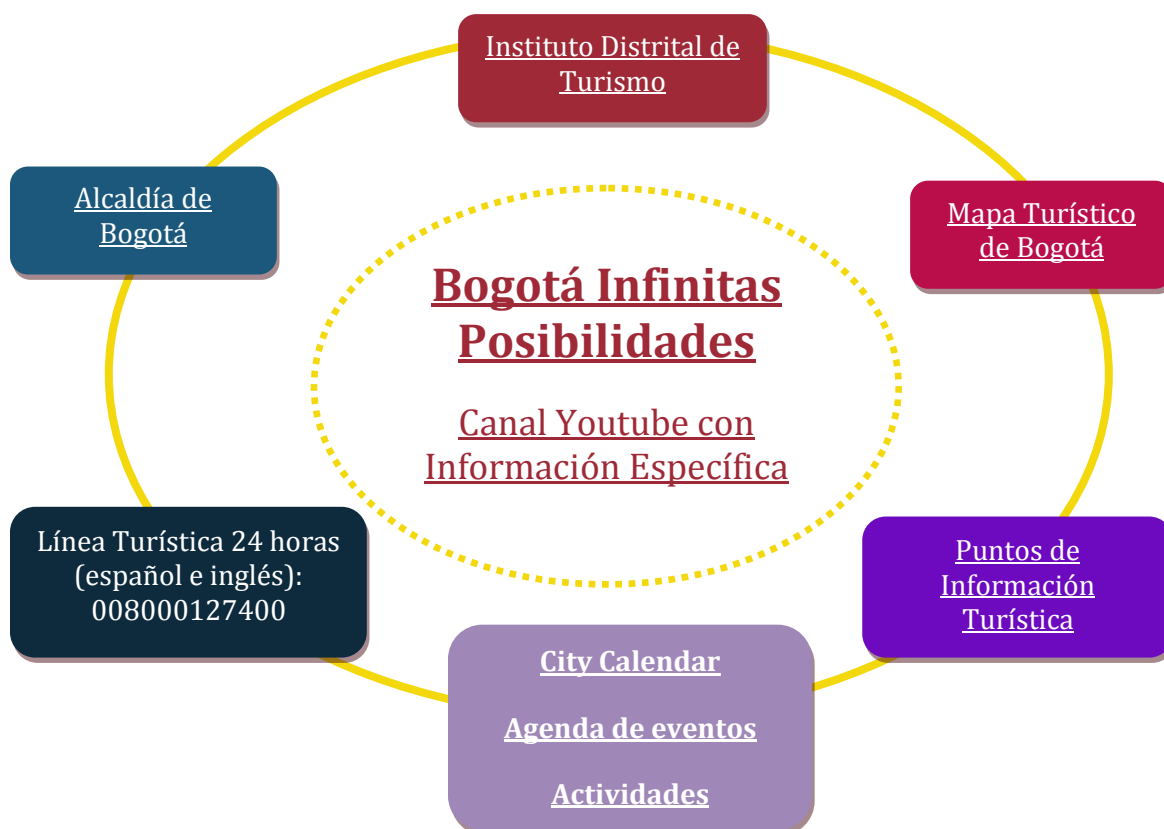 Instituto Distrital de
Turismo
Alcaldía de
Bogotá
Mapa Turístico
de Bogotá
Bogotá Infinitas
Posibilidades
Canal Youtube con
Información Específica
Línea Turística 24 horas
(español e inglés):
008000127400
Puntos de
Información
Turística
City Calendar
Agenda de eventos
Actividades